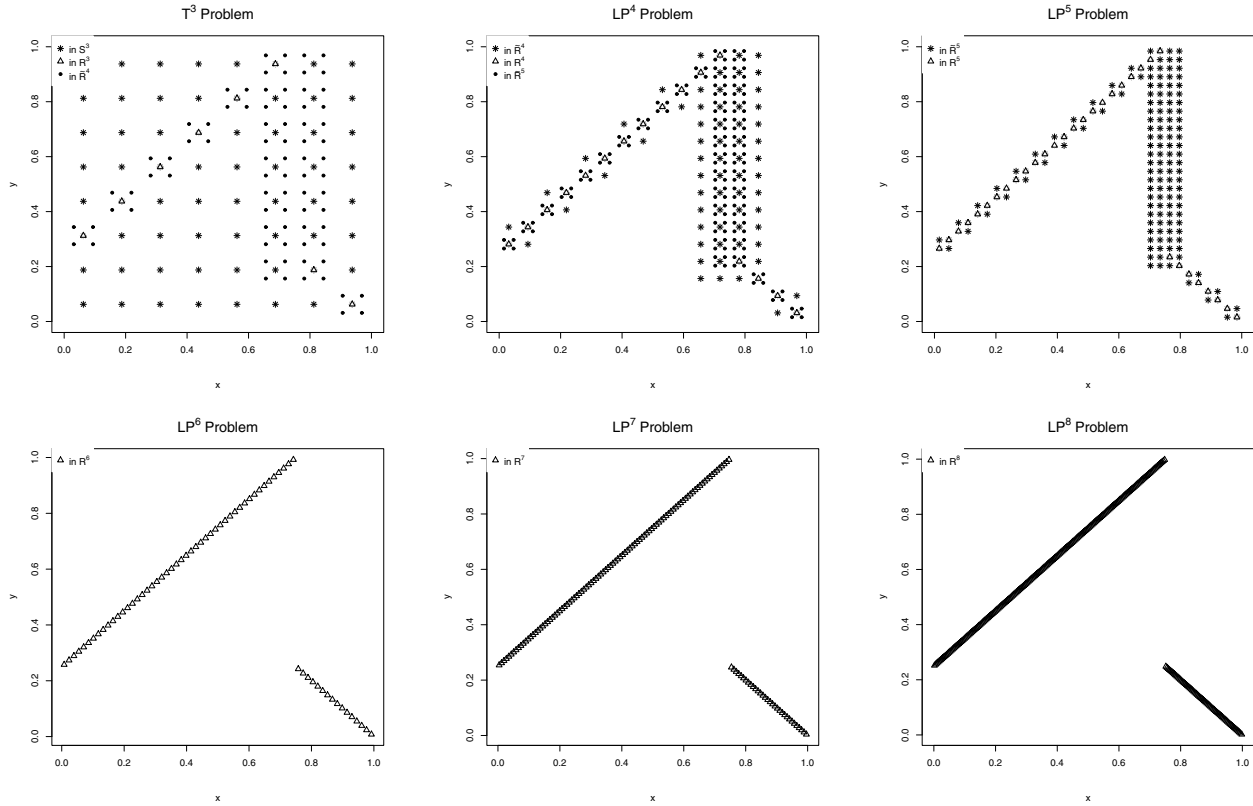 T³ Problem
✳ in S³
△ in R³
• in R̄⁴
1.0
0.8
0.6
0.4
0.2
0.0
y
0.0 0.2 0.4 0.6 0.8 1.0
x
LP⁴ Problem
✳ in R̄⁴
△ in R⁴
• in R̄⁵
1.0
0.8
0.6
0.4
0.2
0.0
y
0.0 0.2 0.4 0.6 0.8 1.0
x
LP⁵ Problem
✳ in R̄⁵
△ in R⁵
1.0
0.8
0.6
0.4
0.2
0.0
y
0.0 0.2 0.4 0.6 0.8 1.0
x
LP⁶ Problem
△ in R⁶
1.0
0.8
0.6
0.4
0.2
0.0
y
0.0 0.2 0.4 0.6 0.8 1.0
x
LP⁷ Problem
△ in R⁷
1.0
0.8
0.6
0.4
0.2
0.0
y
0.0 0.2 0.4 0.6 0.8 1.0
x
LP⁸ Problem
△ in R⁸
1.0
0.8
0.6
0.4
0.2
0.0
y
0.0 0.2 0.4 0.6 0.8 1.0
x